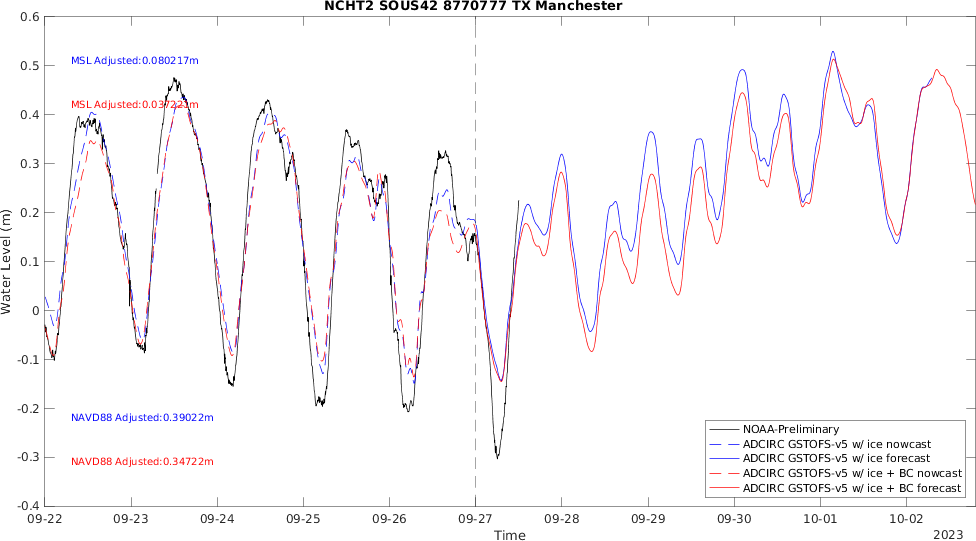 NCHT2 SOUS42 8770777 TX Manchester
0.6
0.5
0.4
0.3
0.2
0.1
0
-0.1
-0.2
-0.3
-0.4
Water Level (m)
MSL Adjusted:0.080217m
MSL Adjusted:0.037221m
NAVD88 Adjusted:0.39022m
NAVD88 Adjusted:0.34722m
NOAA-Preliminary
ADCIRC GSTOFS-v5 w/ ice nowcast
ADCIRC GSTOFS-v5 w/ ice forecast
ADCIRC GSTOFS-v5 w/ ice + BC nowcast
ADCIRC GSTOFS-v5 w/ ice + BC forecast
09-22 09-23 09-24 09-25 09-26 09-27 09-28 09-29 09-30 10-01 10-02
Time
2023